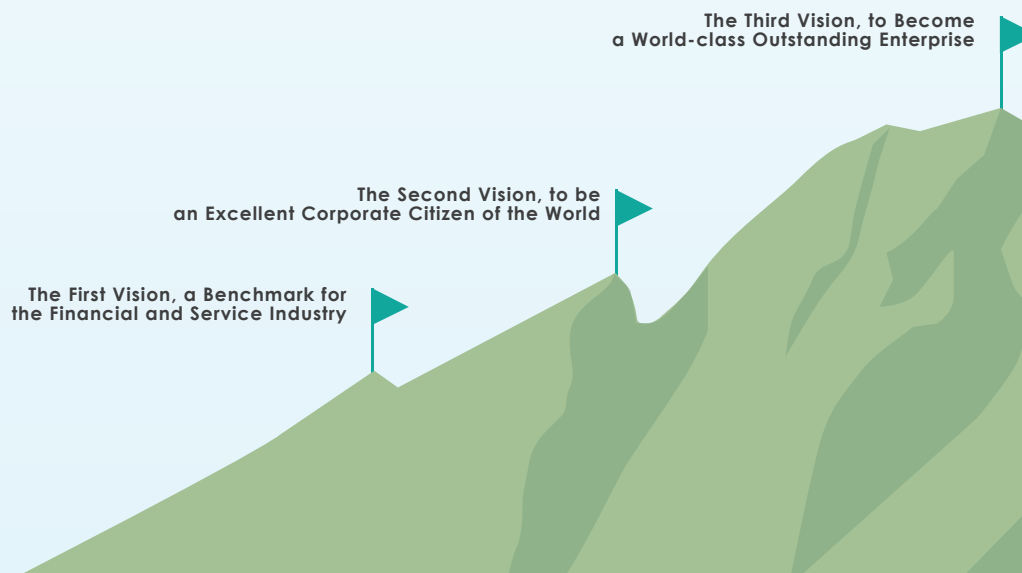 The Third Vision, to Become
a World-class Outstanding Enterprise
The Second Vision, to be
an Excellent Corporate Citizen of the World
The First Vision, a Benchmark for
the Financial and Service Industry